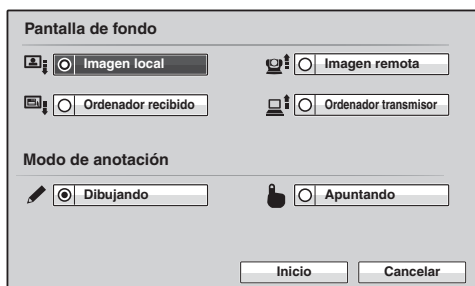 Pantalla de fondo
Imagen local
Imagen remota
Ordenador recibido
Ordenador transmisor
Modo de anotación
Dibujando
Apuntando
Inicio
Cancelar